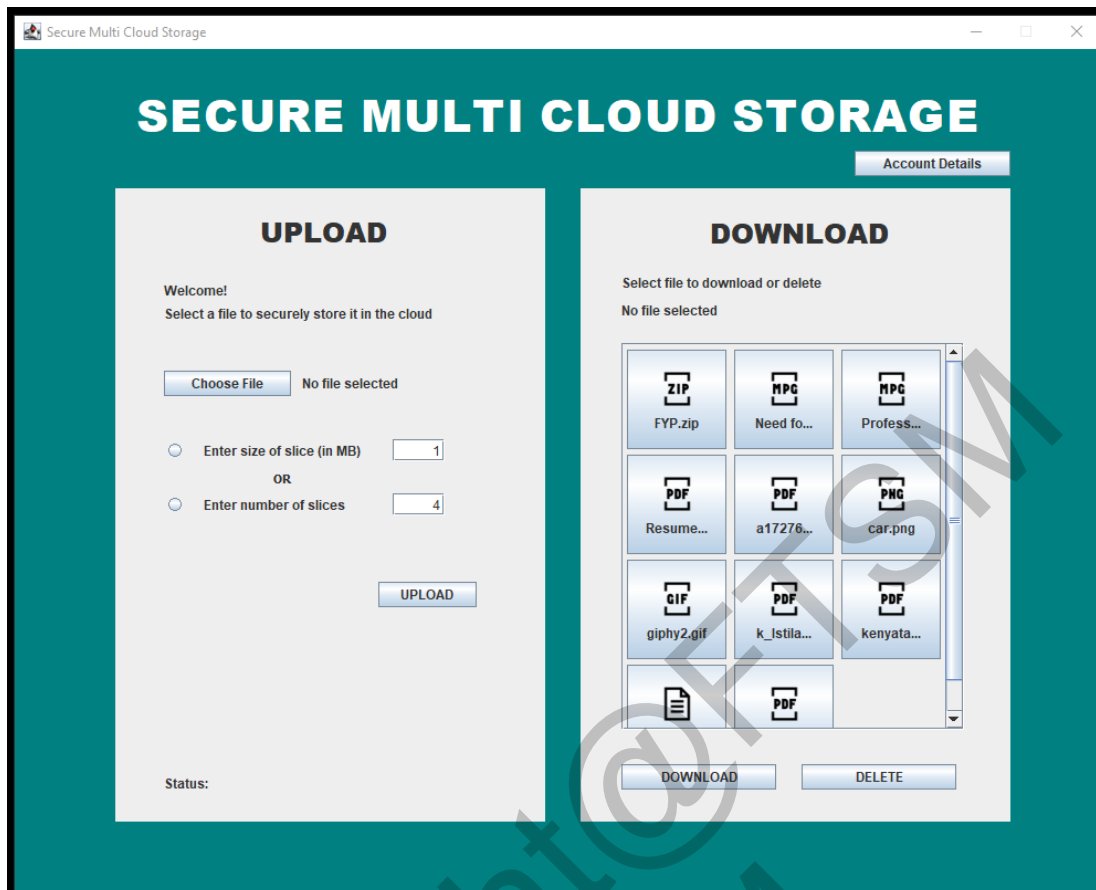 Secure Multi Cloud Storage
SECURE MULTI CLOUD STORAGE
Account Details
UPLOAD
Welcome!
Select a file to securely store it in the cloud
Choose File
No file selected
Enter size of slice (in MB)
1
OR
Enter number of slices
4
UPLOAD
Status:
DOWNLOAD
Select file to download or delete
No file selected
ZIP
MPG
MPG
FYP.zip
Need fo...
Profess...
PDF
PDF
PNG
Resume...
a17276...
car.png
GIF
PDF
PDF
giphy2.gif
k_Istila...
kenyata...
PDF
DOWNLOAD
DELETE
@FTSM